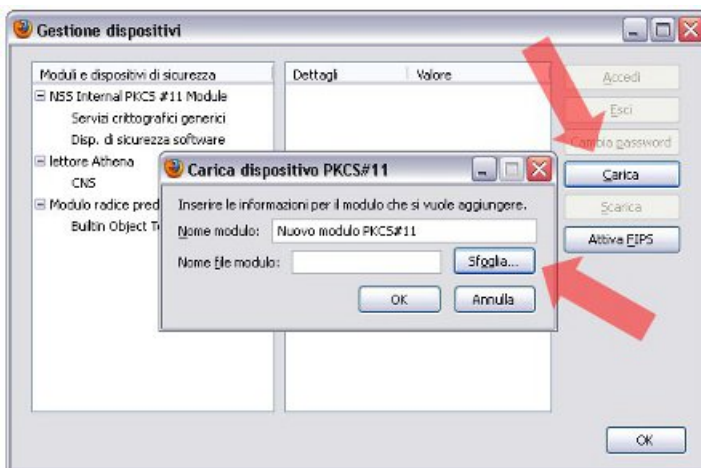 Gestione dispositivi
Moduli e dispositivi di sicurezza
Dettagli
Valore
NSS Internal PKCS #11 Module
Servizi crittografici generici
Disp. di sicurezza software
lettore Athena
CNS
Modulo radice pred
Builtin Object T
Accedi
Esci
Cambia password
Carica
Scarica
Attiva FIPS
Carica dispositivo PKCS#11
Inserire le informazioni per il modulo che si vuole aggiungere.
Nome modulo: Nuovo modulo PKCS#11
Nome file modulo: Sfoglia...
OK Annulla
OK